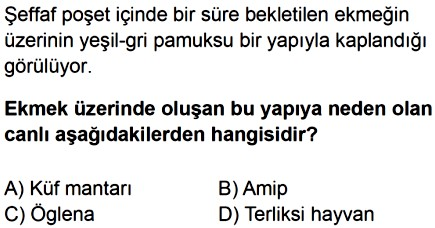 Şeffaf poşet içinde bir süre bekletilen ekmeğin
üzerinin yeşil-gri pamuksu bir yapıyla kaplandığı
görülüyor.
Ekmek üzerinde oluşan bu yapıya neden olan
canlı aşağıdakilerden hangisidir?
A) Küf mantarı B) Amip
C) Öglena D) Terliksi hayvan